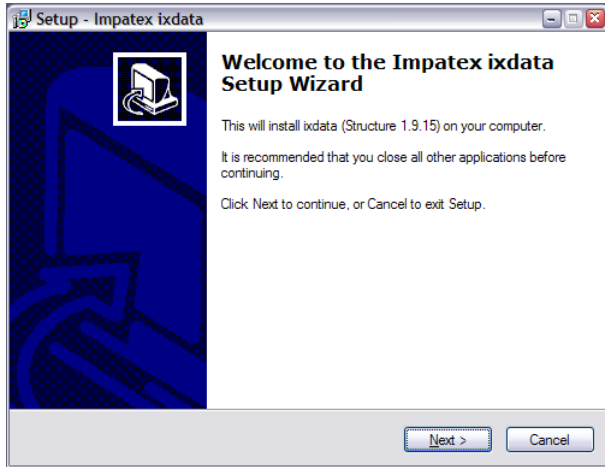 Setup - Impatex ixdata
Welcome to the Impatex ixdata
Setup Wizard
This will install ixdata (Structure 1.9.15) on your computer.
It is recommended that you close all other applications before
continuing.
Click Next to continue, or Cancel to exit Setup.
Next >
Cancel